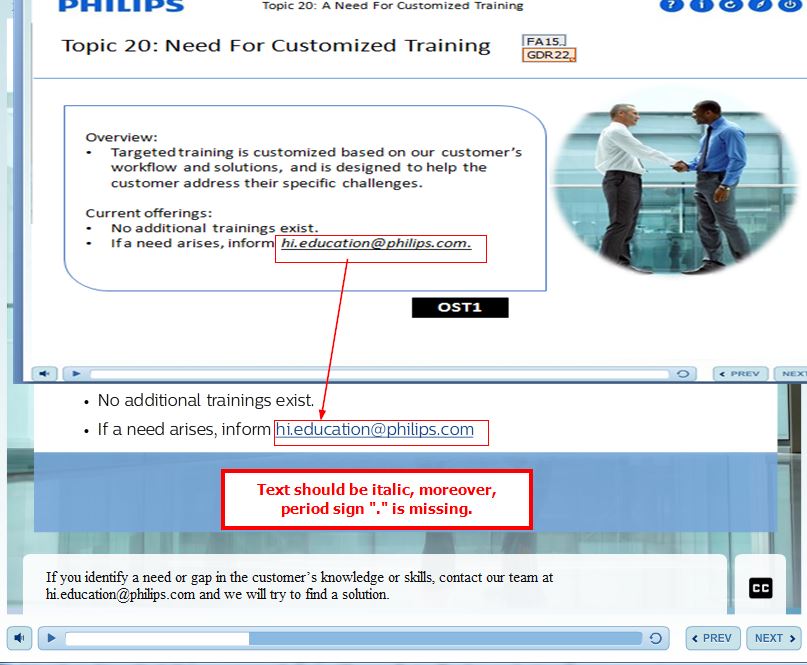 PHILIPS
Topic 20: A Need For Customized Training
Topic 20: Need For Customized Training
FA15.
GDR22.
Overview:
• Targeted training is customized based on our customer's
workflow and solutions, and is designed to help the
customer address their specific challenges.
Current offerings:
• No additional trainings exist.
• If a need arises, inform hi.education@philips.com.
OST1
< PREV
NEXT
• No additional trainings exist.
• If a need arises, inform hi.education@philips.com
Text should be italic, moreover,
period sign "." is missing.
If you identify a need or gap in the customer's knowledge or skills, contact our team at
hi.education@philips.com and we will try to find a solution.
CC
< PREV
NEXT >